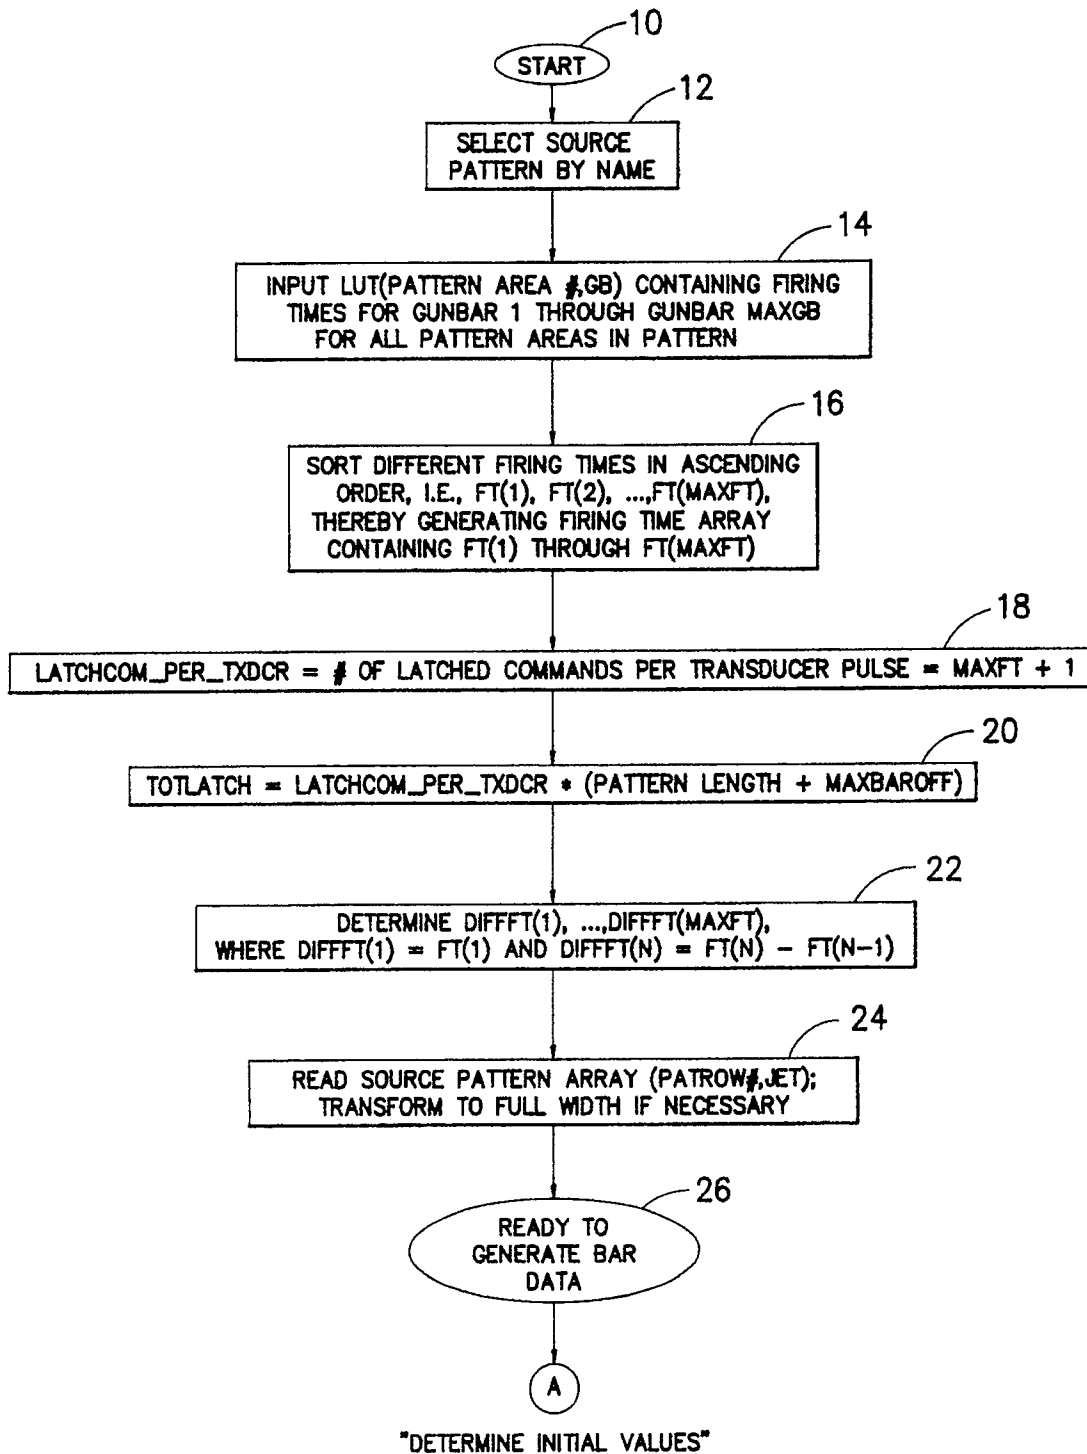 10
START
12
SELECT SOURCE
PATTERN BY NAME
14
INPUT LUT(PATTERN AREA #,GB) CONTAINING FIRING
TIMES FOR GUNBAR 1 THROUGH GUNBAR MAXGB
FOR ALL PATTERN AREAS IN PATTERN
16
SORT DIFFERENT FIRING TIMES IN ASCENDING
ORDER, I.E., FT(1), FT(2), ...,FT(MAXFT),
THEREBY GENERATING FIRING TIME ARRAY
CONTAINING FT(1) THROUGH FT(MAXFT)
18
LATCHCOM_PER_TXDCR = # OF LATCHED COMMANDS PER TRANSDUCER PULSE = MAXFT + 1
20
TOTLATCH = LATCHCOM_PER_TXDCR * (PATTERN LENGTH + MAXBAROFF)
22
DETERMINE DIFFFT(1), ...,DIFFFT(MAXFT),
WHERE DIFFFT(1) = FT(1) AND DIFFFT(N) = FT(N) - FT(N-1)
24
READ SOURCE PATTERN ARRAY (PATROW#,JET);
TRANSFORM TO FULL WIDTH IF NECESSARY
26
READY TO
GENERATE BAR
DATA
A
"DETERMINE INITIAL VALUES"